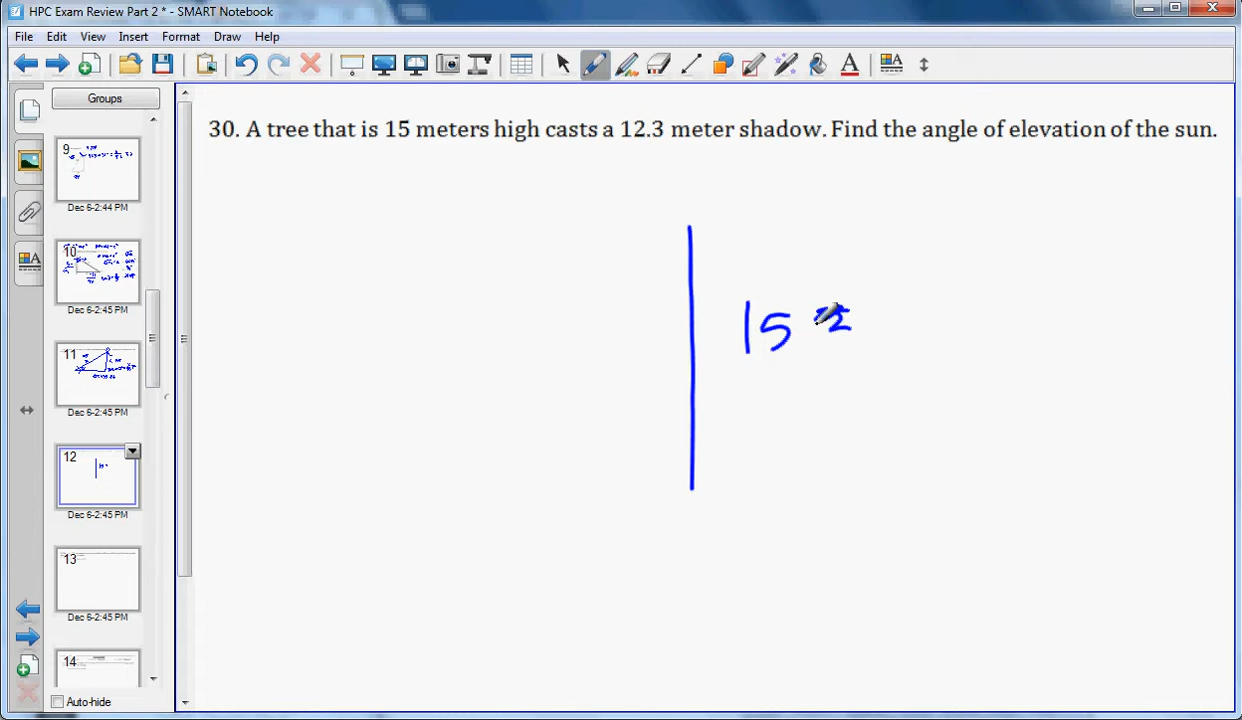 HPC Exam Review Part 2 * - SMART Notebook
File Edit View Insert Format Draw Help
Groups
30. A tree that is 15 meters high casts a 12.3 meter shadow. Find the angle of elevation of the sun.
15
9
Dec 6-2:44 PM
10
Dec 6-2:45 PM
11
Dec 6-2:45 PM
12
Dec 6-2:45 PM
13
Dec 6-2:45 PM
14
Auto-hide